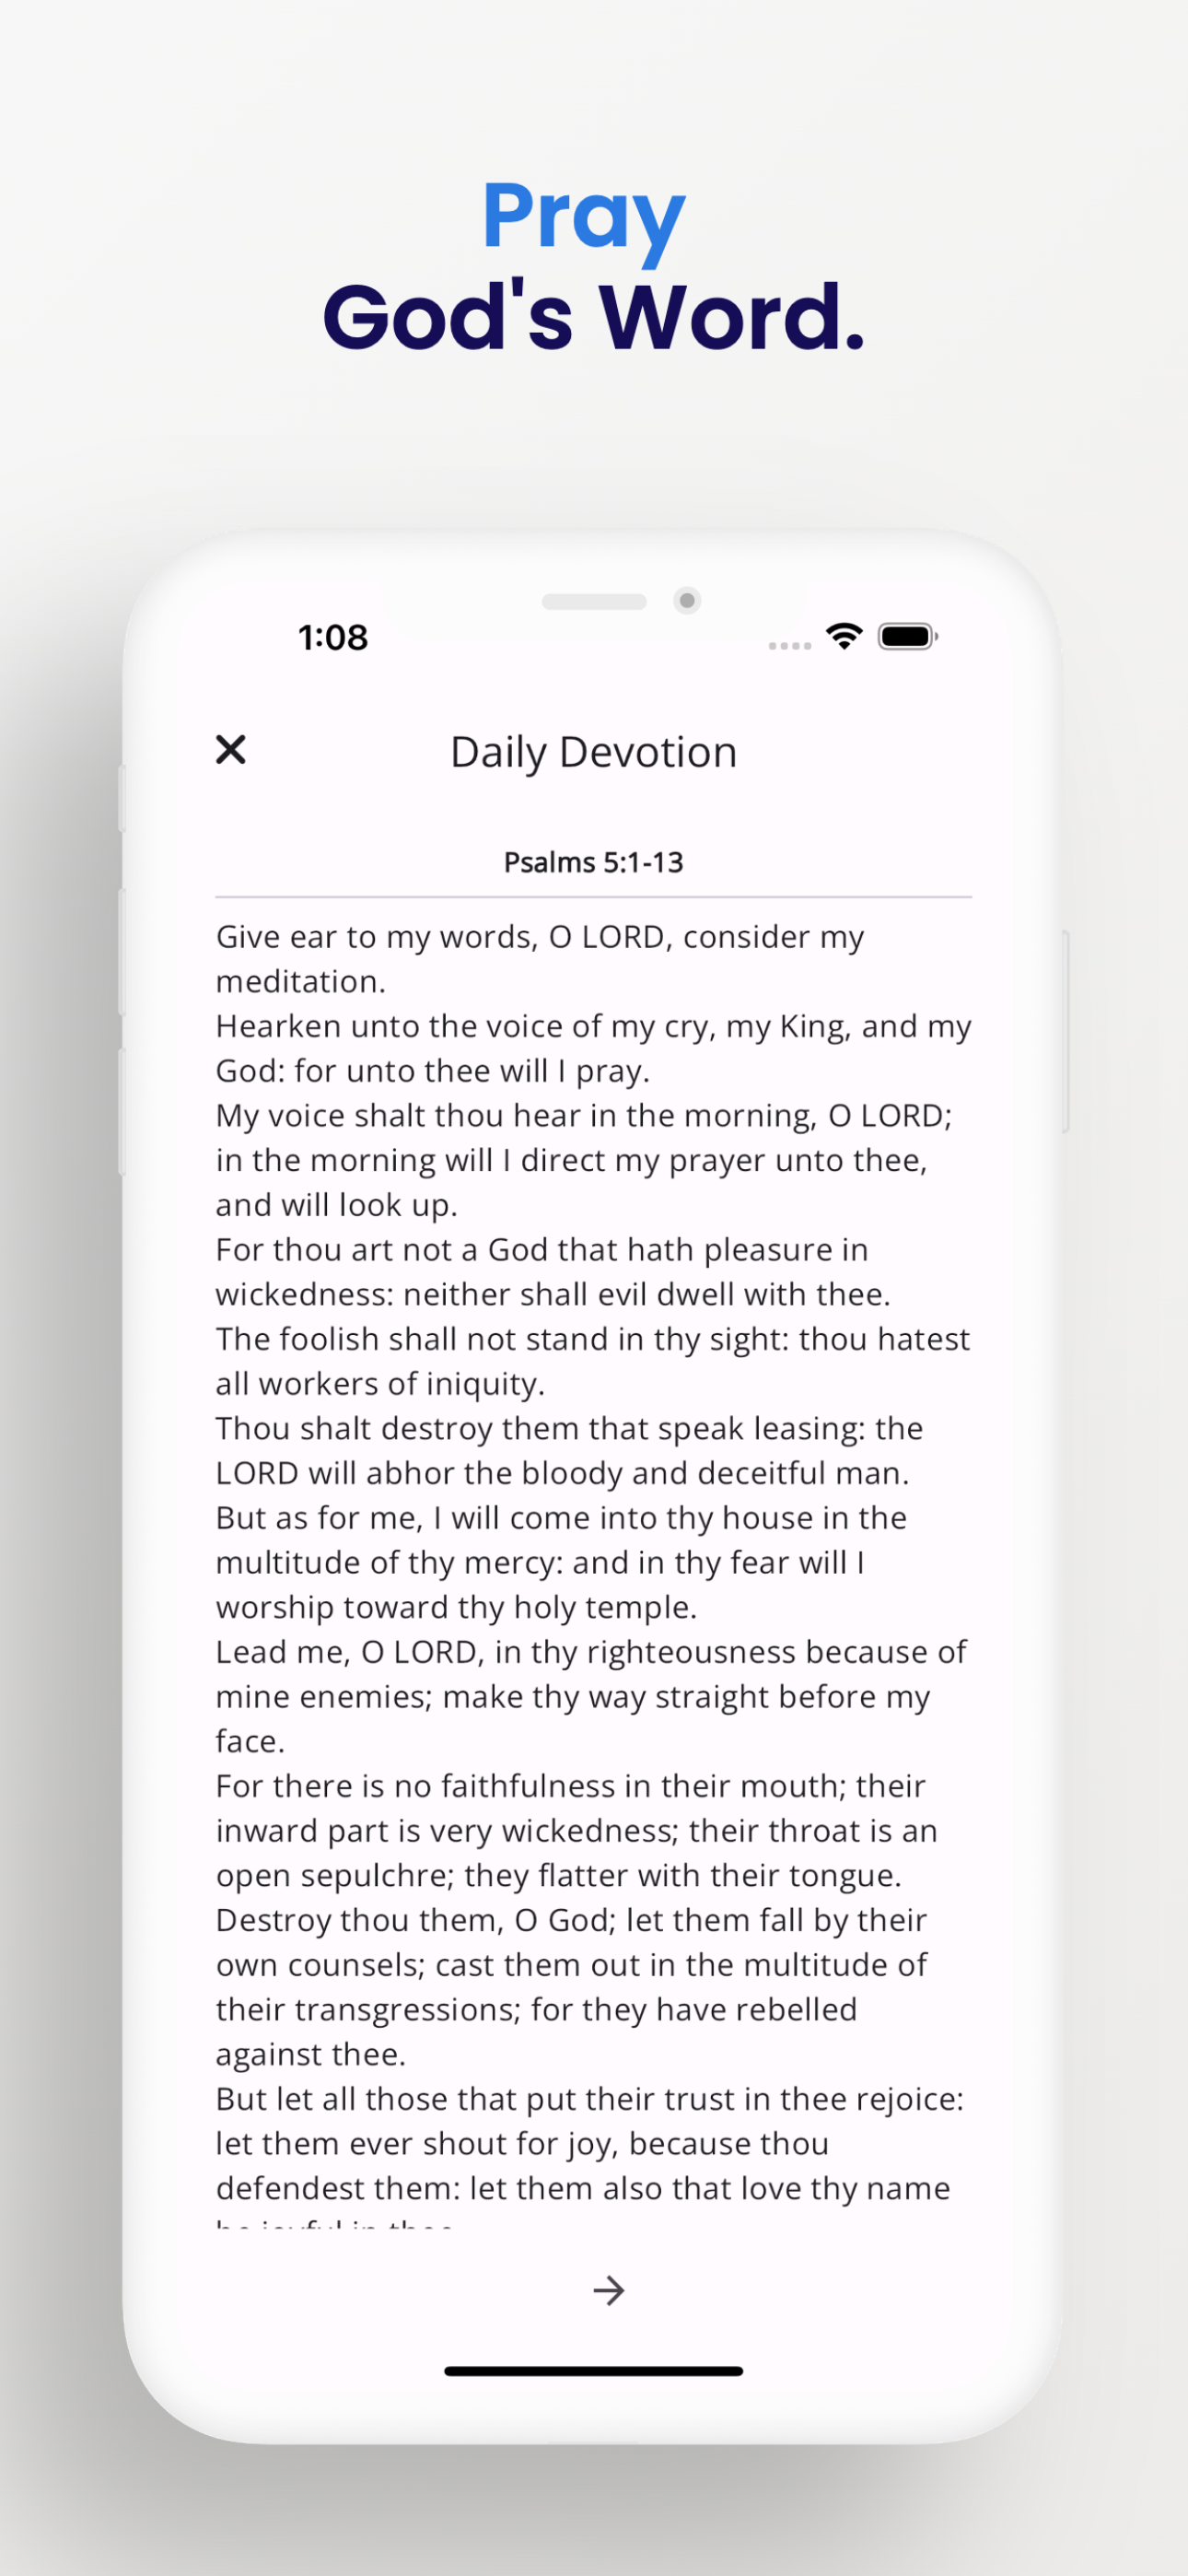 Pray
God's Word.
1:08
Daily Devotion
Psalms 5:1-13
Give ear to my words, O LORD, consider my
meditation.
Hearken unto the voice of my cry, my King, and my
God: for unto thee will I pray.
My voice shalt thou hear in the morning, O LORD;
in the morning will I direct my prayer unto thee,
and will look up.
For thou art not a God that hath pleasure in
wickedness: neither shall evil dwell with thee.
The foolish shall not stand in thy sight: thou hatest
all workers of iniquity.
Thou shalt destroy them that speak leasing: the
LORD will abhor the bloody and deceitful man.
But as for me, I will come into thy house in the
multitude of thy mercy: and in thy fear will I
worship toward thy holy temple.
Lead me, O LORD, in thy righteousness because of
mine enemies; make thy way straight before my
face.
For there is no faithfulness in their mouth; their
inward part is very wickedness; their throat is an
open sepulchre; they flatter with their tongue.
Destroy thou them, O God; let them fall by their
own counsels; cast them out in the multitude of
their transgressions; for they have rebelled
against thee.
But let all those that put their trust in thee rejoice:
let them ever shout for joy, because thou
defendest them: let them also that love thy name